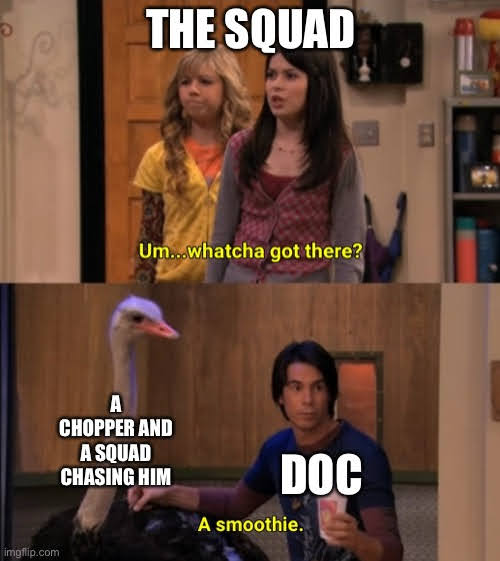 THE SQUAD
Um...whatcha got there?
A
CHOPPER AND
A SQUAD
CHASING HIM
DOC
A smoothie.
imgflip.com